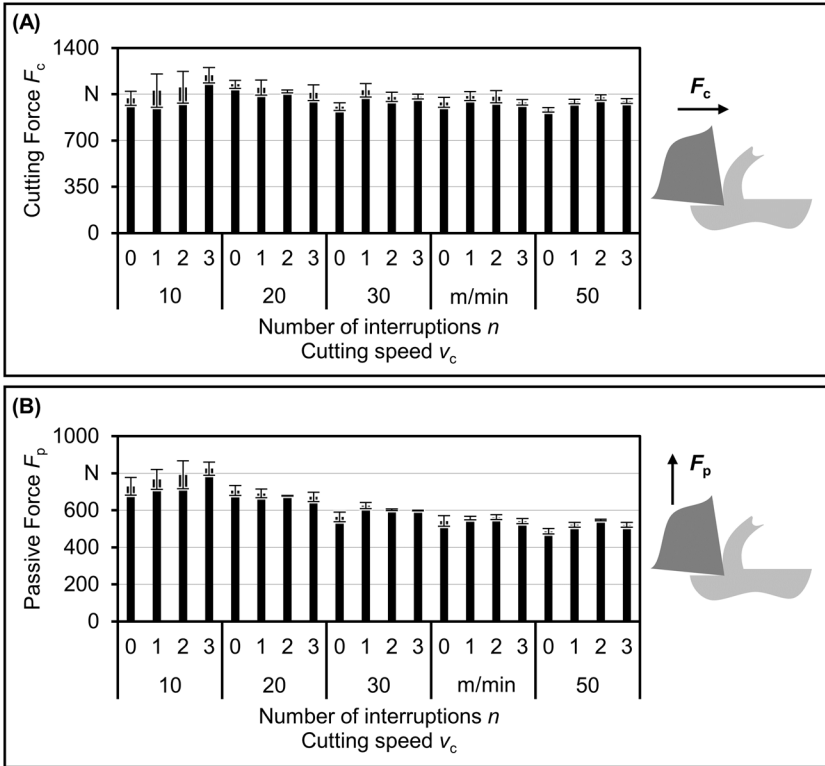 (A)
Cutting Force Fc
1400
N
700
350
0
Fc
0 1 2 3 0 1 2 3 0 1 2 3 0 1 2 3 0 1 2 3
10 20 30 m/min 50
Number of interruptions n
Cutting speed vc
(B)
Passive Force Fp
1000
N
600
400
200
0
Fp
0 1 2 3 0 1 2 3 0 1 2 3 0 1 2 3 0 1 2 3
10 20 30 m/min 50
Number of interruptions n
Cutting speed vc